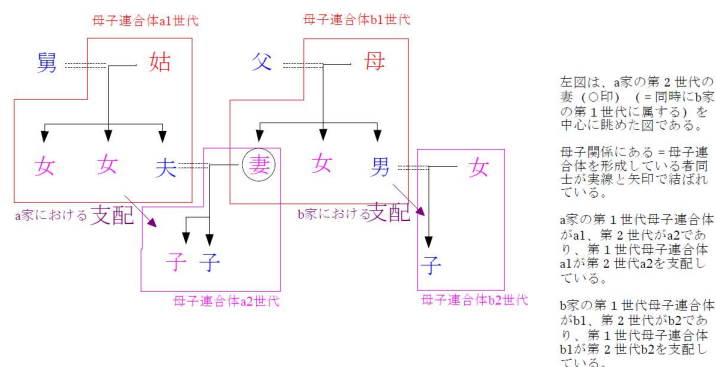 母子連合体a1世代
母子連合体b1世代
舅
姑
父
母
女
女
夫
妻
女
男
女
a家における支配
b家における支配
子
子
子
母子連合体a2世代
母子連合体b2世代
左図は、a家の第２世代の
妻（○印）（＝同時にb家
の第１世代に属する）を
中心に眺めた図である。
母子関係にある＝母子連
合体を形成している者同
士が実線と矢印で結ばれ
ている。
a家の第１世代母子連合体
がa1、第２世代がa2であ
り、第１世代母子連合体
a1が第２世代a2を支配し
ている。
b家の第１世代母子連合体
がb1、第２世代がb2であ
り、第１世代母子連合体
b1が第２世代b2を支配し
ている。